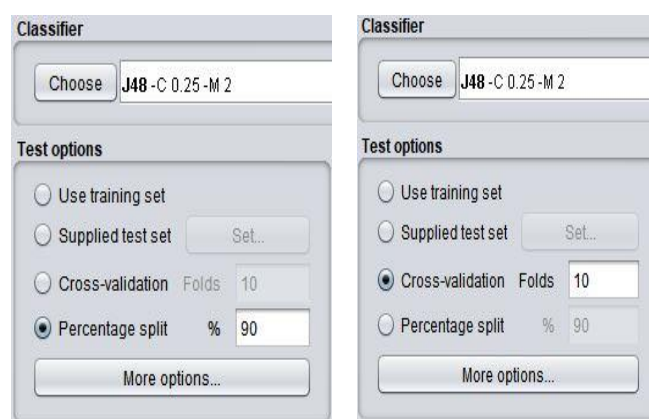 Classifier
Choose J48 -C 0.25 -M 2
Test options
Use training set
Supplied test set Set...
Cross-validation Folds 10
Percentage split % 90
More options...
Classifier
Choose J48 -C 0.25 -M 2
Test options
Use training set
Supplied test set Set...
Cross-validation Folds 10
Percentage split % 90
More options...